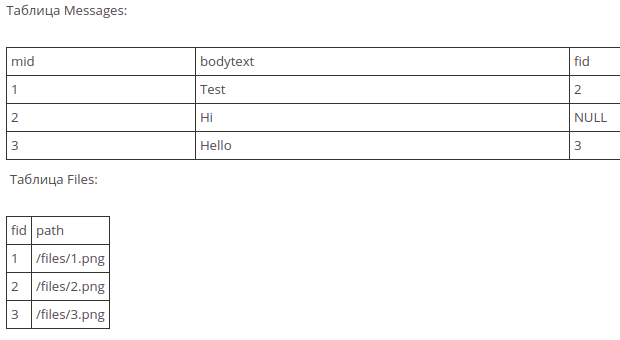 Таблица Messages:
mid bodytext fid
1 Test 2
2 Hi NULL
3 Hello 3
Таблица Files:
fid path
1 /files/1.png
2 /files/2.png
3 /files/3.png